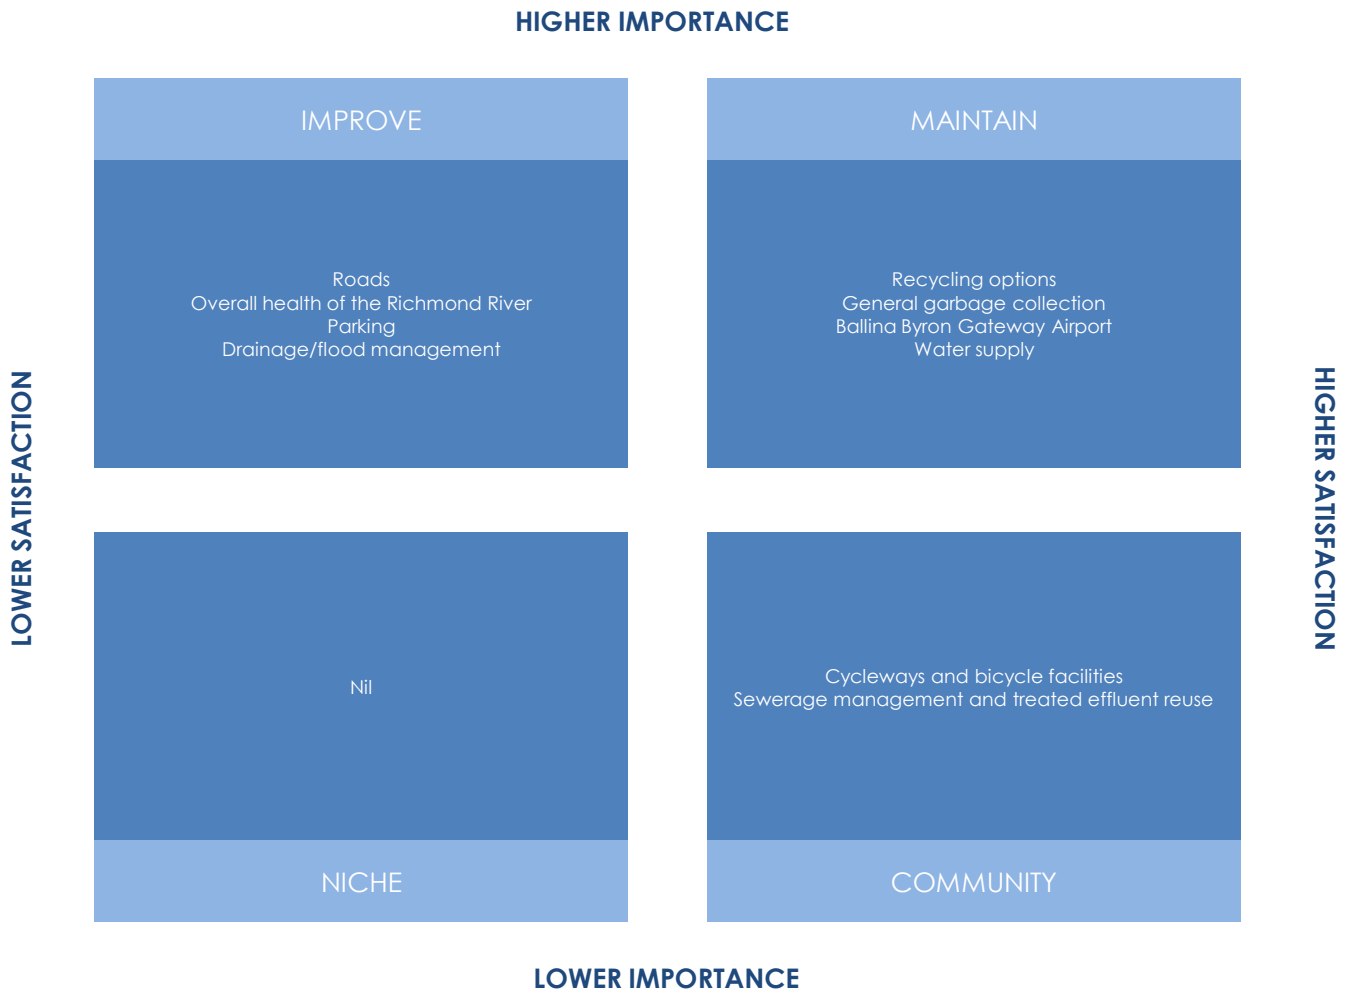 HIGHER IMPORTANCE
IMPROVE
Roads
Overall health of the Richmond River
Parking
Drainage/flood management
MAINTAIN
Recycling options
General garbage collection
Ballina Byron Gateway Airport
Water supply
LOWER SATISFACTION
HIGHER SATISFACTION
Nil
NICHE
Cycleways and bicycle facilities
Sewerage management and treated effluent reuse
COMMUNITY
LOWER IMPORTANCE